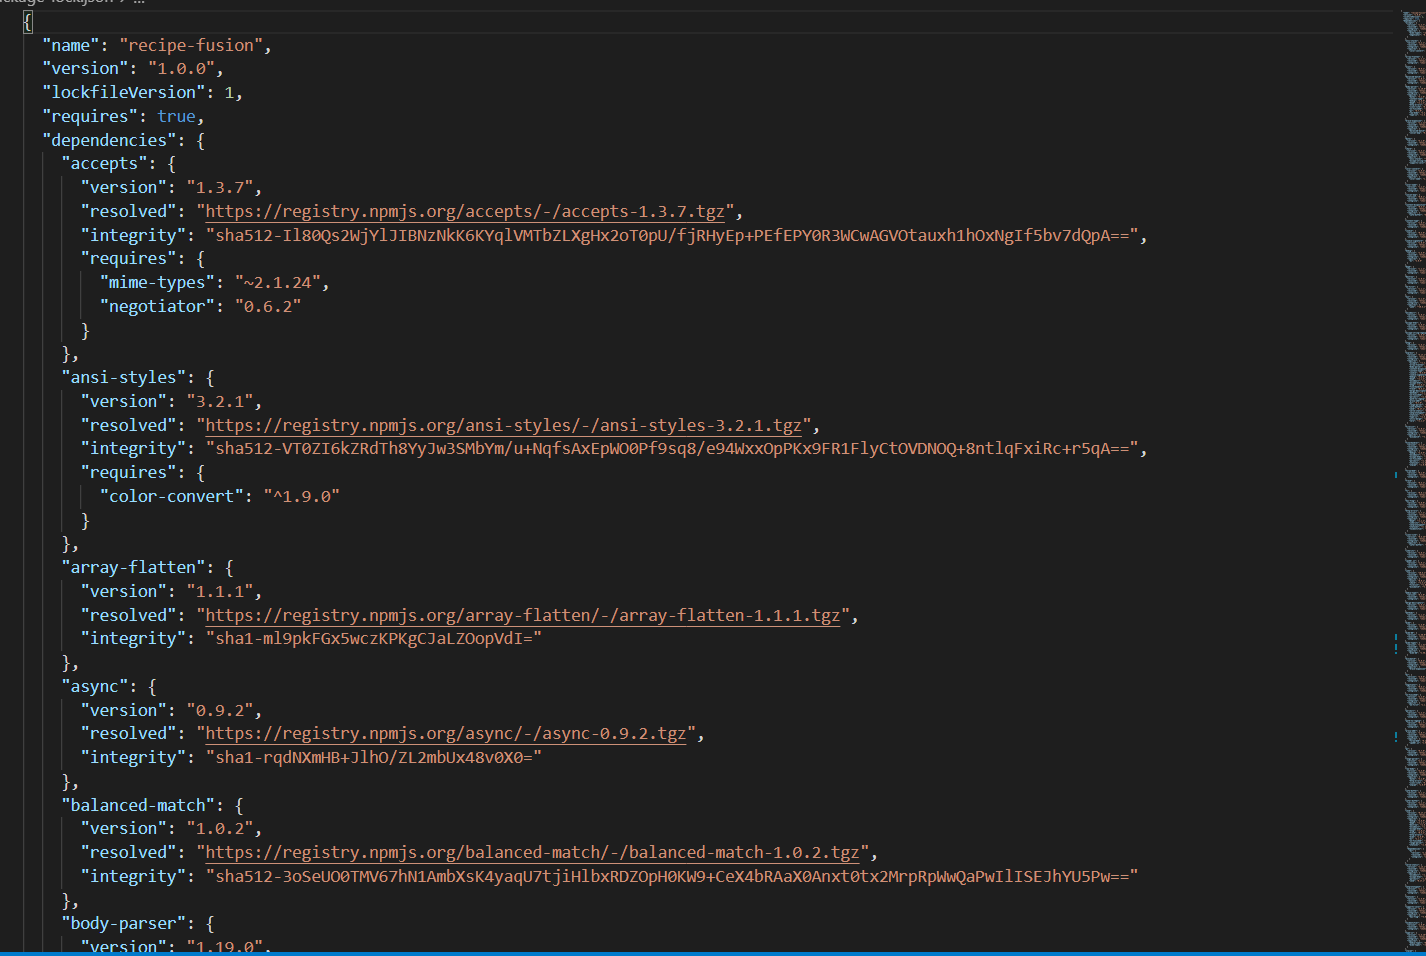 {
"name": "recipe-fusion",
"version": "1.0.0",
"lockfileVersion": 1,
"requires": true,
"dependencies": {
"accepts": {
"version": "1.3.7",
"resolved": "https://registry.npmjs.org/accepts/-/accepts-1.3.7.tgz",
"integrity": "sha512-Il80Qs2WjYlJIBNzNkK6KYqlVMTbZLXgHx2oT0pU/fjRHyEp+PEfEPY0R3WCwAGVOtauxh1hOxNgIf5bv7dQpA==",
"requires": {
"mime-types": "~2.1.24",
"negotiator": "0.6.2"
}
},
"ansi-styles": {
"version": "3.2.1",
"resolved": "https://registry.npmjs.org/ansi-styles/-/ansi-styles-3.2.1.tgz",
"integrity": "sha512-VT0ZI6kZRdTh8YyJw3SMbYm/u+NqfsAxEpWO0Pf9sq8/e94WxxOpPKx9FR1FlyCtOVDNOQ+8ntlqFxiRc+r5qA==",
"requires": {
"color-convert": "^1.9.0"
}
},
"array-flatten": {
"version": "1.1.1",
"resolved": "https://registry.npmjs.org/array-flatten/-/array-flatten-1.1.1.tgz",
"integrity": "sha1-ml9pkFGx5wczKPKgCJaLZOopVdI="
},
"async": {
"version": "0.9.2",
"resolved": "https://registry.npmjs.org/async/-/async-0.9.2.tgz",
"integrity": "sha1-rqdNXmHB+JlhO/ZL2mbUx48v0X0="
},
"balanced-match": {
"version": "1.0.2",
"resolved": "https://registry.npmjs.org/balanced-match/-/balanced-match-1.0.2.tgz",
"integrity": "sha512-3oSeUO0TMV67hN1AmbXsK4yaqU7tjiHlbxRDZOpH0KW9+CeX4bRAaX0Anxt0tx2MrpRpWwQaPwIlISEJhYU5Pw=="
},
"body-parser": {
"version": "1.19.0",